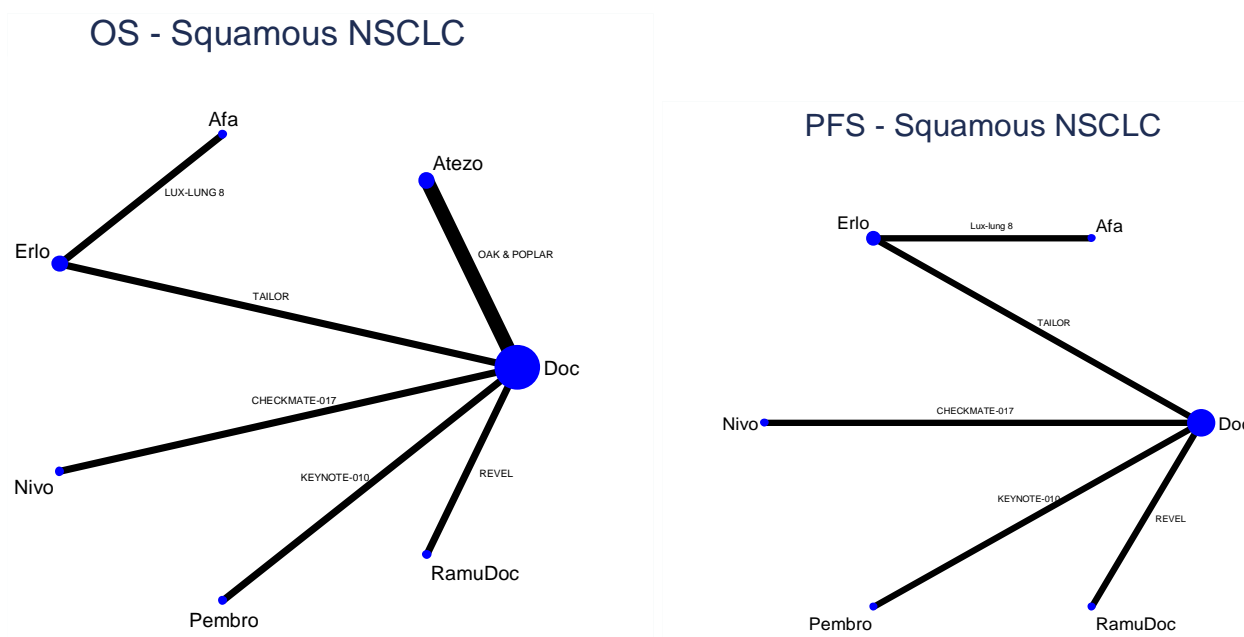 OS - Squamous NSCLC
Afa
Atezo
LUX-LUNG 8
Erlo
OAK & POPLAR
TAILOR
Doc
CHECKMATE-017
KEYNOTE-010
REVEL
Nivo
RamuDoc
Pembro
PFS - Squamous NSCLC
Erlo
Lux-lung 8
Afa
TAILOR
CHECKMATE-017
Nivo
Doc
KEYNOTE-010
REVEL
Pembro
RamuDoc